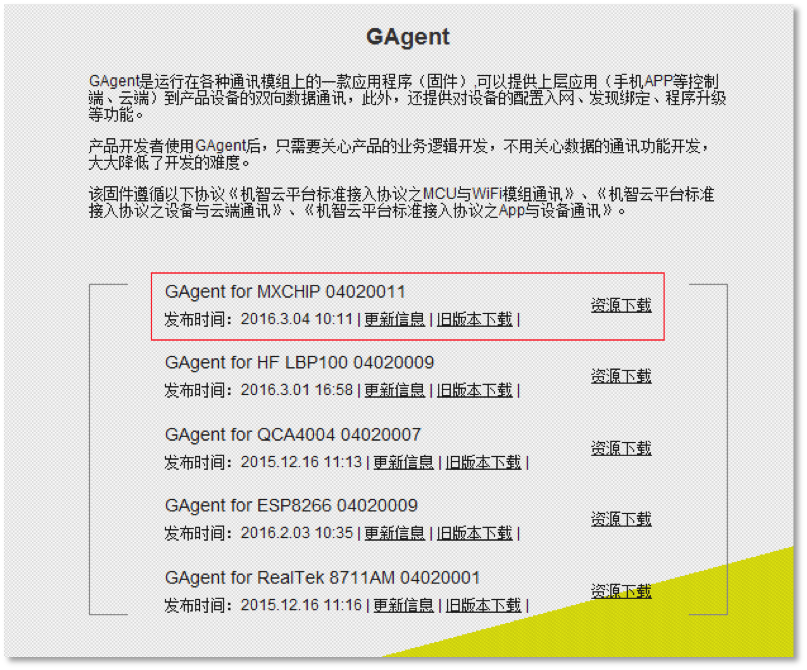 GAgent
GAgent是运行在各种通讯模组上的一款应用程序（固件）,可以提供上层应用（手机APP等控制
端、云端）到产品设备的双向数据通讯，此外，还提供对设备的配置入网、发现绑定、程序升级
等功能。
产品开发者使用GAgent后，只需要关心产品的业务逻辑开发，不用关心数据的通讯功能开发，
大大降低了开发的难度。
该固件遵循以下协议《机智云平台标准接入协议之MCU与WiFi模组通讯》、《机智云平台标准
接入协议之设备与云端通讯》、《机智云平台标准接入协议之App与设备通讯》。
GAgent for MXCHIP 04020011
资源下载
发布时间：2016.3.04 10:11 | 更新信息 | 旧版本下载 |
GAgent for HF LBP100 04020009
资源下载
发布时间：2016.3.01 16:58 | 更新信息 | 旧版本下载 |
GAgent for QCA4004 04020007
资源下载
发布时间：2015.12.16 11:13 | 更新信息 | 旧版本下载 |
GAgent for ESP8266 04020009
资源下载
发布时间：2016.2.03 10:35 | 更新信息 | 旧版本下载 |
GAgent for RealTek 8711AM 04020001
资源下载
发布时间：2015.12.16 11:16 | 更新信息 | 旧版本下载 |